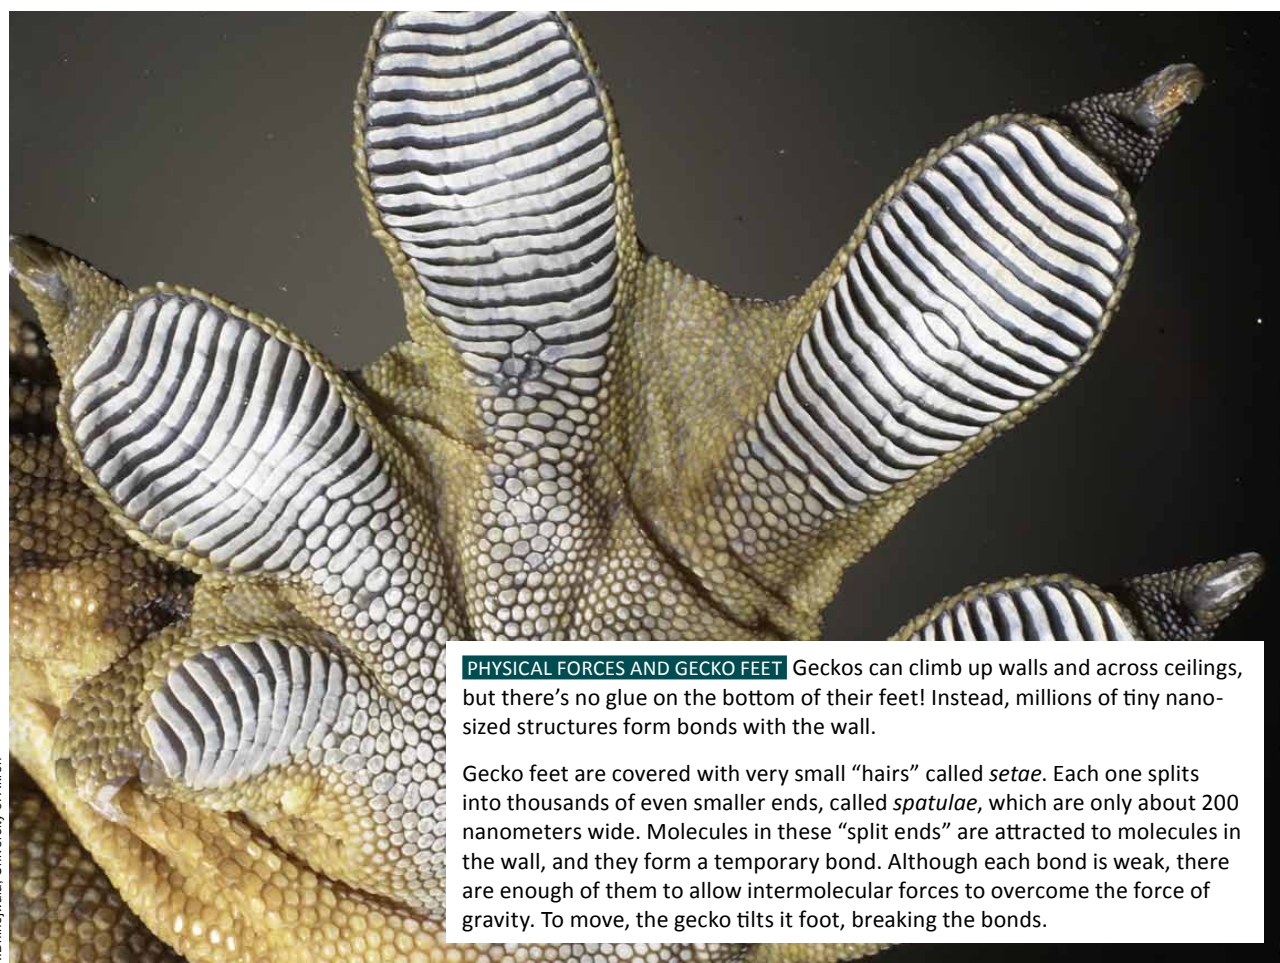 PHYSICAL FORCES AND GECKO FEET Geckos can climb up walls and across ceilings,
but there's no glue on the bottom of their feet! Instead, millions of tiny nano-
sized structures form bonds with the wall.
Gecko feet are covered with very small “hairs” called setae. Each one splits
into thousands of even smaller ends, called spatulae, which are only about 200
nanometers wide. Molecules in these “split ends” are attracted to molecules in
the wall, and they form a temporary bond. Although each bond is weak, there
are enough of them to allow intermolecular forces to overcome the force of
gravity. To move, the gecko tilts it foot, breaking the bonds.